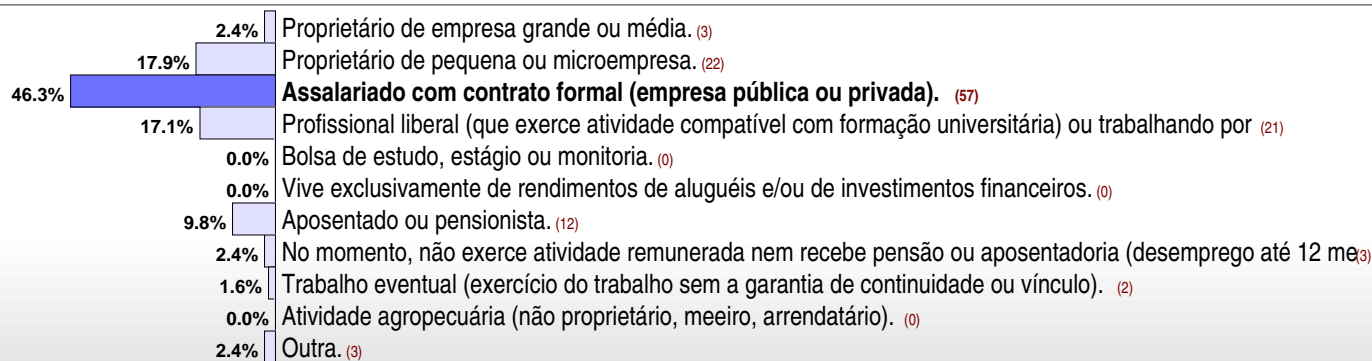 2.4% Proprietário de empresa grande ou média. (3)
17.9% Proprietário de pequena ou microempresa. (22)
46.3% Assalariado com contrato formal (empresa pública ou privada). (57)
17.1% Profissional liberal (que exerce atividade compatível com formação universitária) ou trabalhando por (21)
0.0% Bolsa de estudo, estágio ou monitoria. (0)
0.0% Vive exclusivamente de rendimentos de aluguéis e/ou de investimentos financeiros. (0)
9.8% Aposentado ou pensionista. (12)
2.4% No momento, não exerce atividade remunerada nem recebe pensão ou aposentadoria (desemprego até 12 me(3)
1.6% Trabalho eventual (exercício do trabalho sem a garantia de continuidade ou vínculo). (2)
0.0% Atividade agropecuária (não proprietário, meeiro, arrendatário). (0)
2.4% Outra. (3)